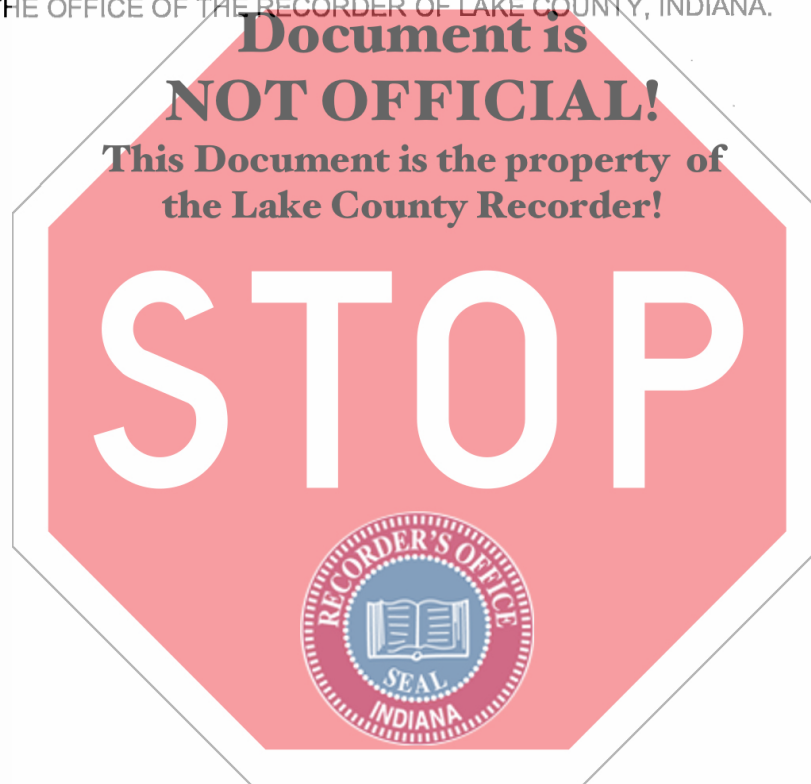 THE OFFICE OF THE RECORDER OF LAKE COUNTY, INDIANA.
Document is
NOT OFFICIAL!
This Document is the property of
the Lake County Recorder!
STOP
RECORDER'S OFFICE
SEAL
INDIANA